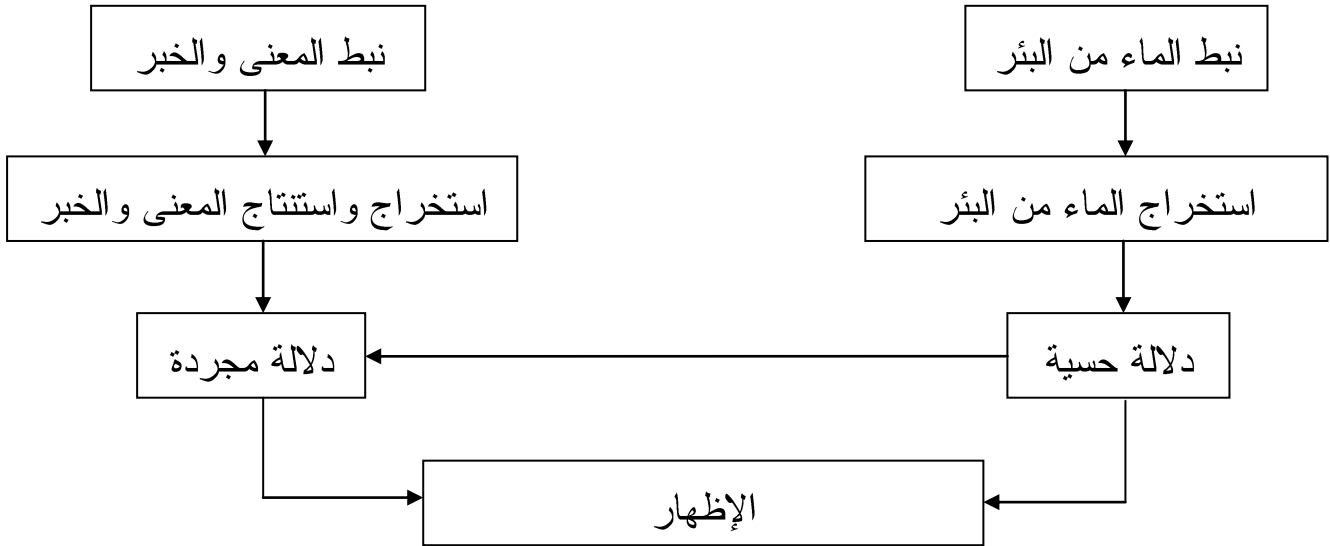 نبط الماء من البئر
نبط المعنى والخبر
استخراج الماء من البئر
استخراج واستنتاج المعنى والخبر
دلالة حسية
دلالة مجردة
الإظهار